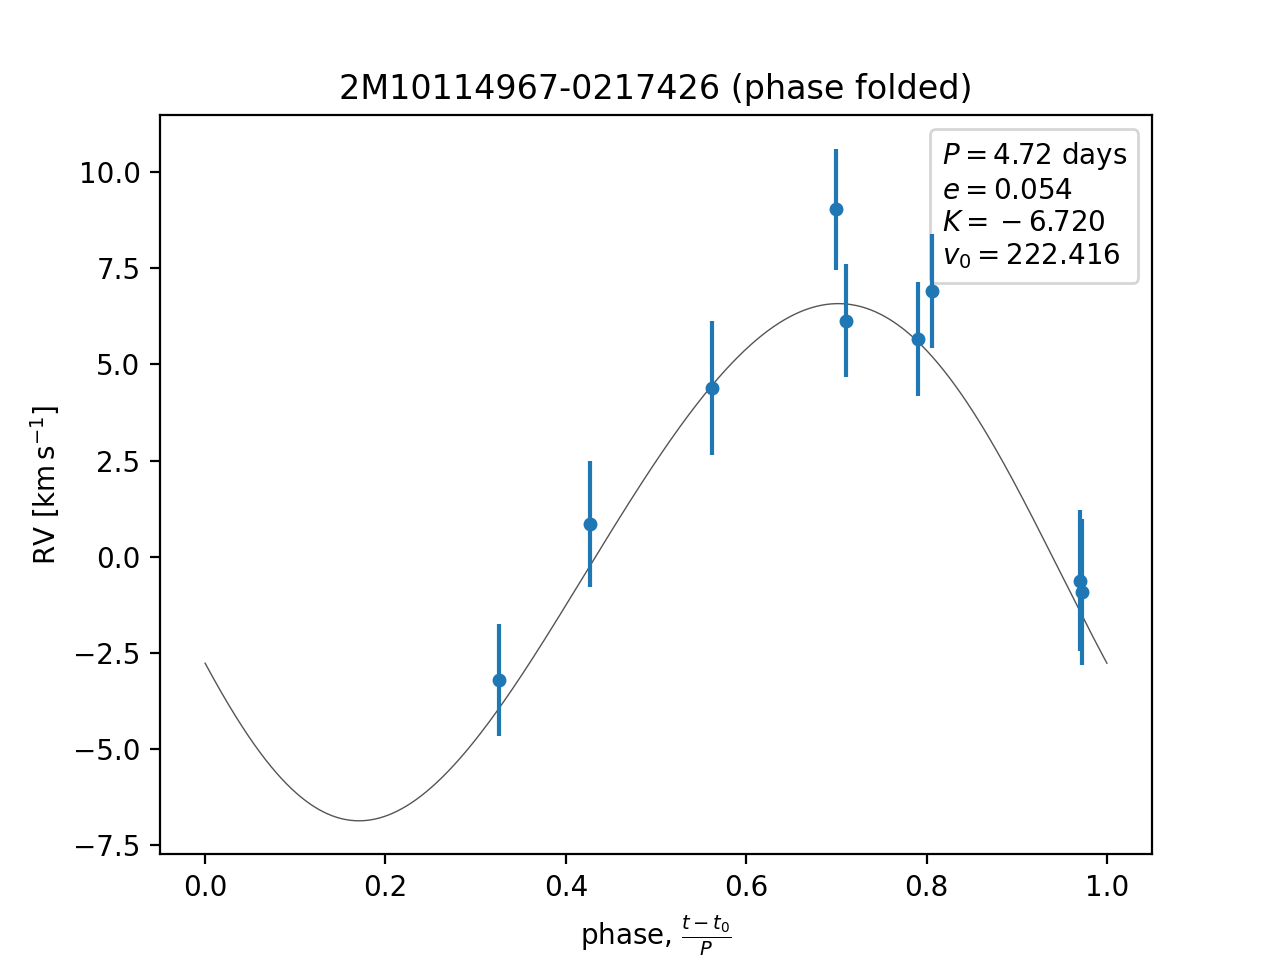 2M10114967-0217426 (phase folded)
P = 4.72 days
e = 0.054
K = − 6.720
v₀ = 222.416
RV [km s⁻¹]
10.0
7.5
5.0
2.5
0.0
−2.5
−5.0
−7.5
0.0 0.2 0.4 0.6 0.8 1.0
phase, (t − t₀)/P